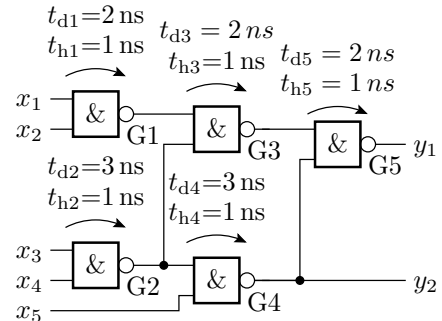 t_d1=2 ns
t_h1=1 ns
t_d3 = 2 ns
t_h3=1 ns
t_d5 = 2 ns
t_h5 = 1 ns
x_1
x_2
&
G1
&
G3
&
G5
y_1
t_d2=3 ns
t_h2=1 ns
t_d4=3 ns
t_h4=1 ns
x_3
x_4
x_5
&
G2
&
G4
y_2